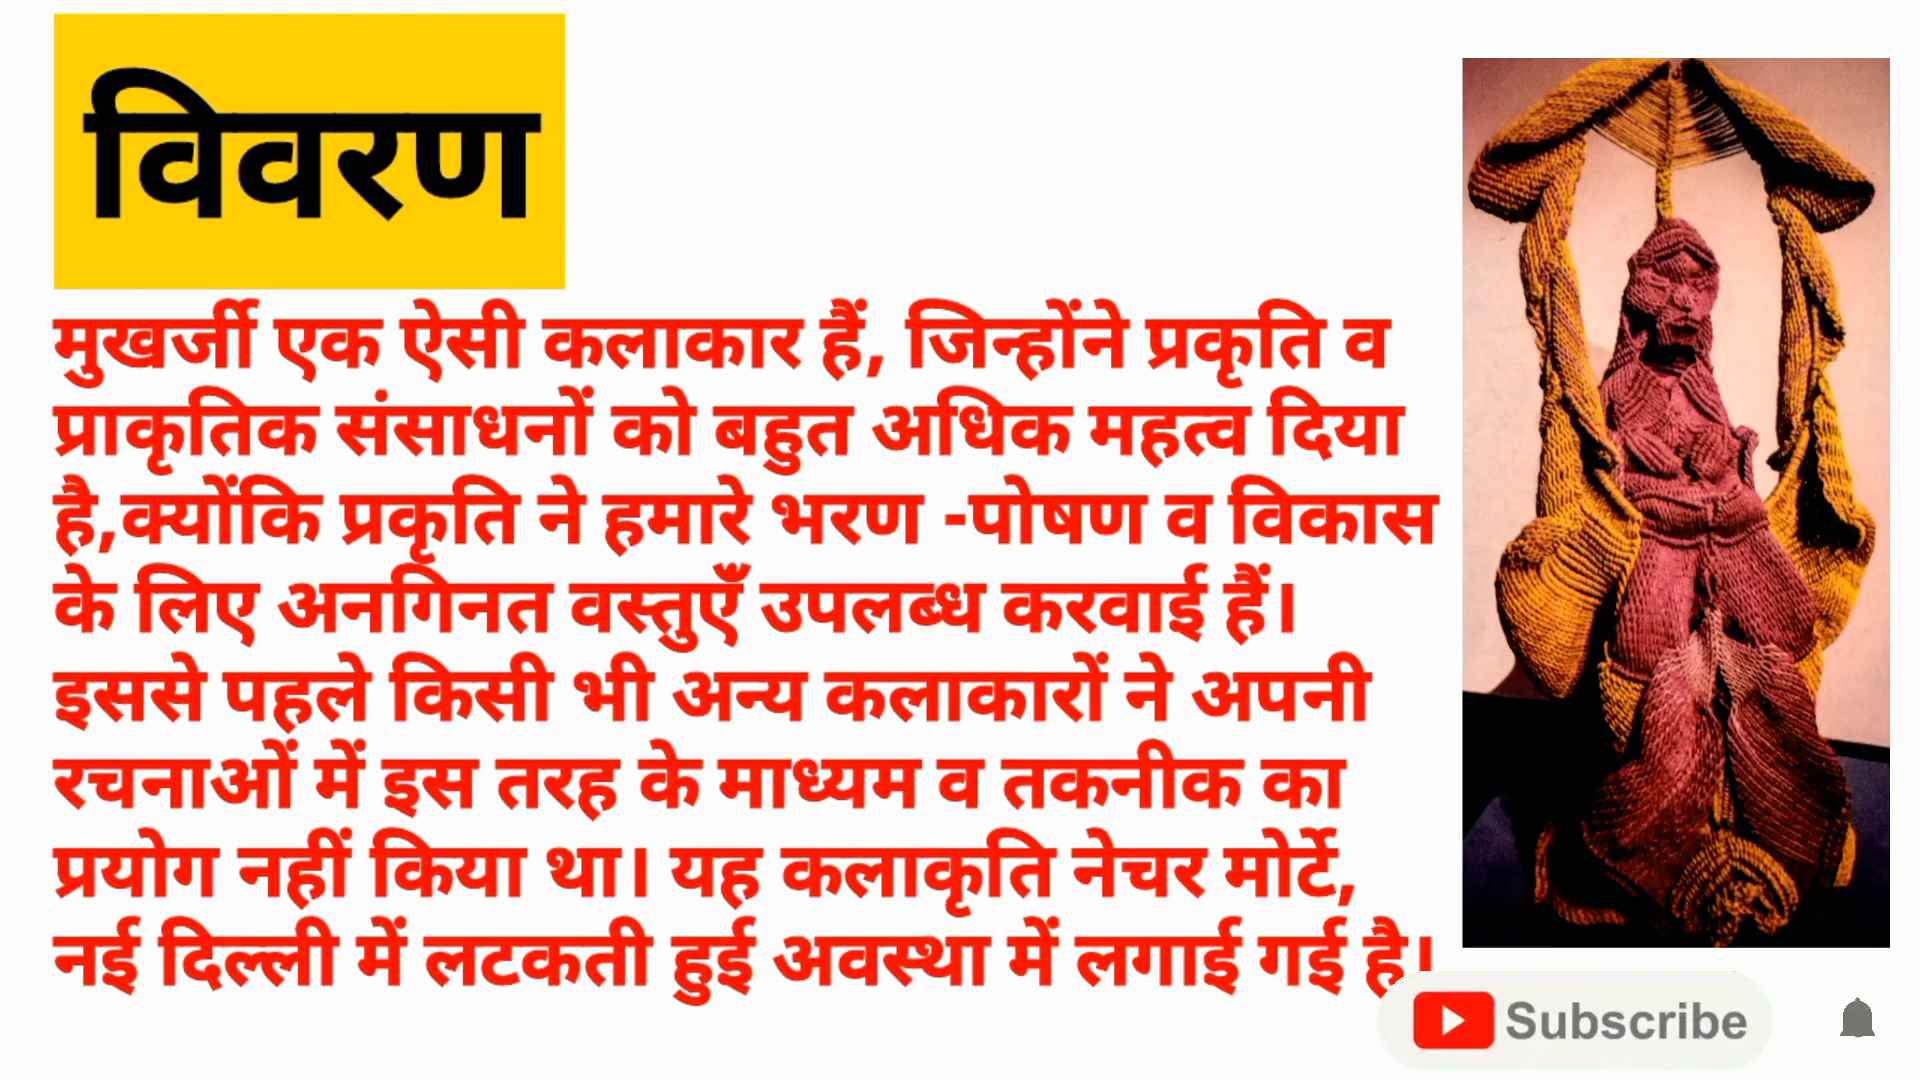 विवरण
मुखर्जी एक ऐसी कलाकार हैं, जिन्होंने प्रकृति व
प्राकृतिक संसाधनों को बहुत अधिक महत्व दिया
है,क्योंकि प्रकृति ने हमारे भरण -पोषण व विकास
के लिए अनगिनत वस्तुएँ उपलब्ध करवाई हैं।
इससे पहले किसी भी अन्य कलाकारों ने अपनी
रचनाओं में इस तरह के माध्यम व तकनीक का
प्रयोग नहीं किया था। यह कलाकृति नेचर मोर्टे,
नई दिल्ली में लटकती हुई अवस्था में लगाई गई है।
Subscribe